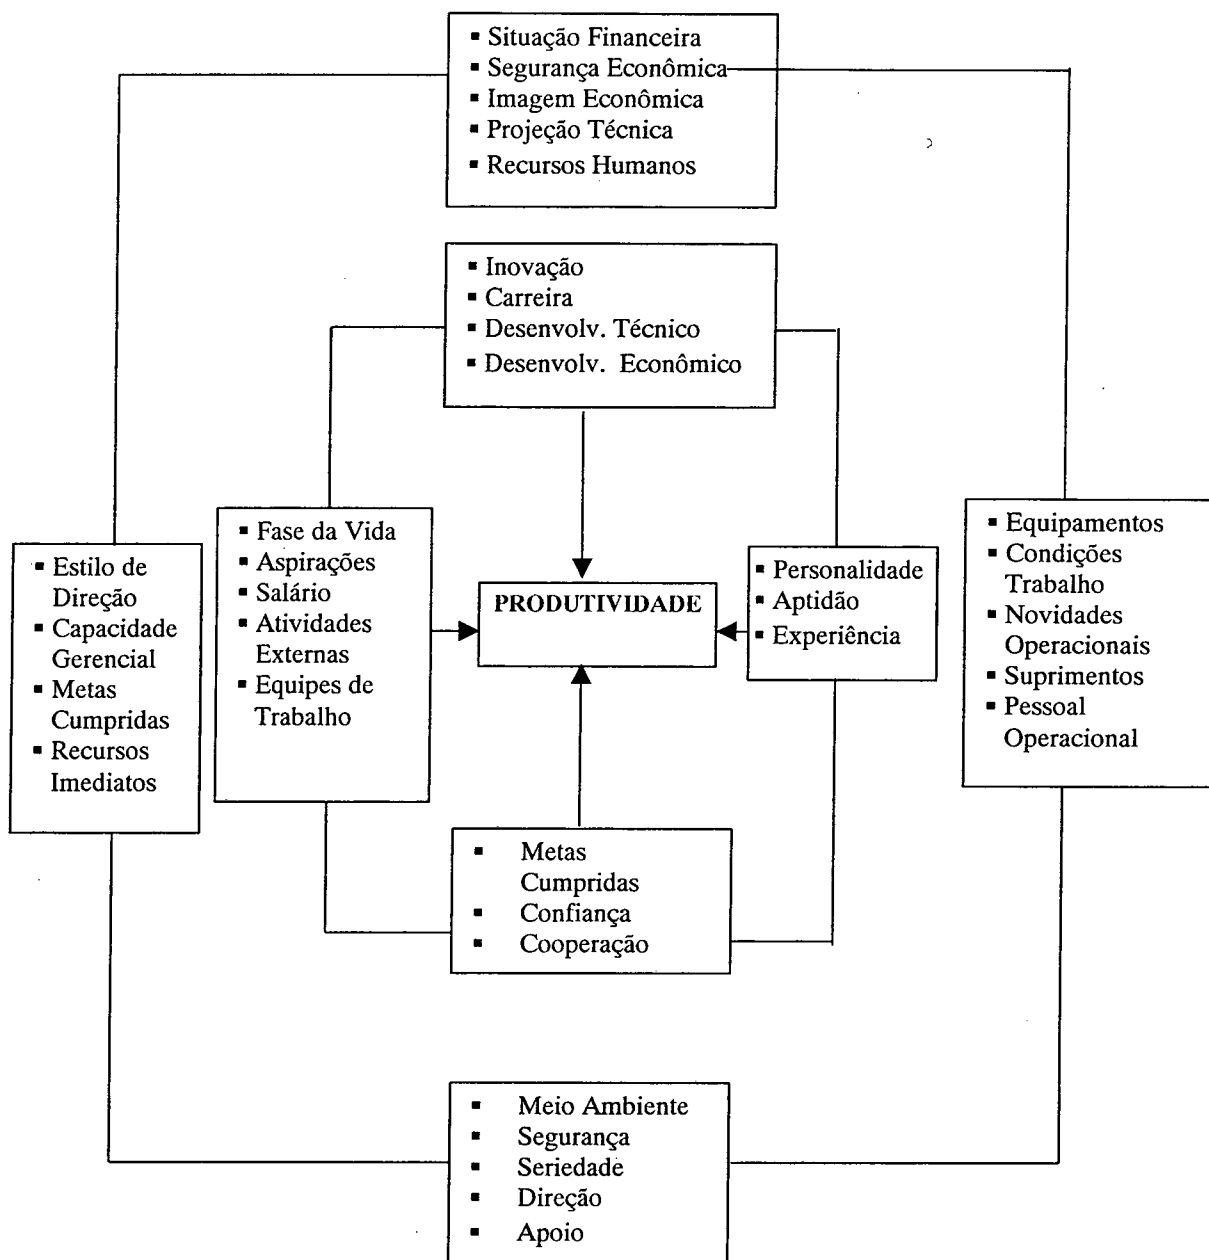 ▪ Situação Financeira
▪ Segurança Econômica
▪ Imagem Econômica
▪ Projeção Técnica
▪ Recursos Humanos
▪ Inovação
▪ Carreira
▪ Desenvolv. Técnico
▪ Desenvolv. Econômico
▪ Estilo de
Direção
▪ Capacidade
Gerencial
▪ Metas
Cumpridas
▪ Recursos
Imediatos
▪ Fase da Vida
▪ Aspirações
▪ Salário
▪ Atividades
Externas
▪ Equipes de
Trabalho
PRODUTIVIDADE
▪ Personalidade
▪ Aptidão
▪ Experiência
▪ Equipamentos
▪ Condições
Trabalho
▪ Novidades
Operacionais
▪ Suprimentos
▪ Pessoal
Operacional
▪ Metas
Cumpridas
▪ Confiança
▪ Cooperação
▪ Meio Ambiente
▪ Segurança
▪ Seriedade
▪ Direção
▪ Apoio